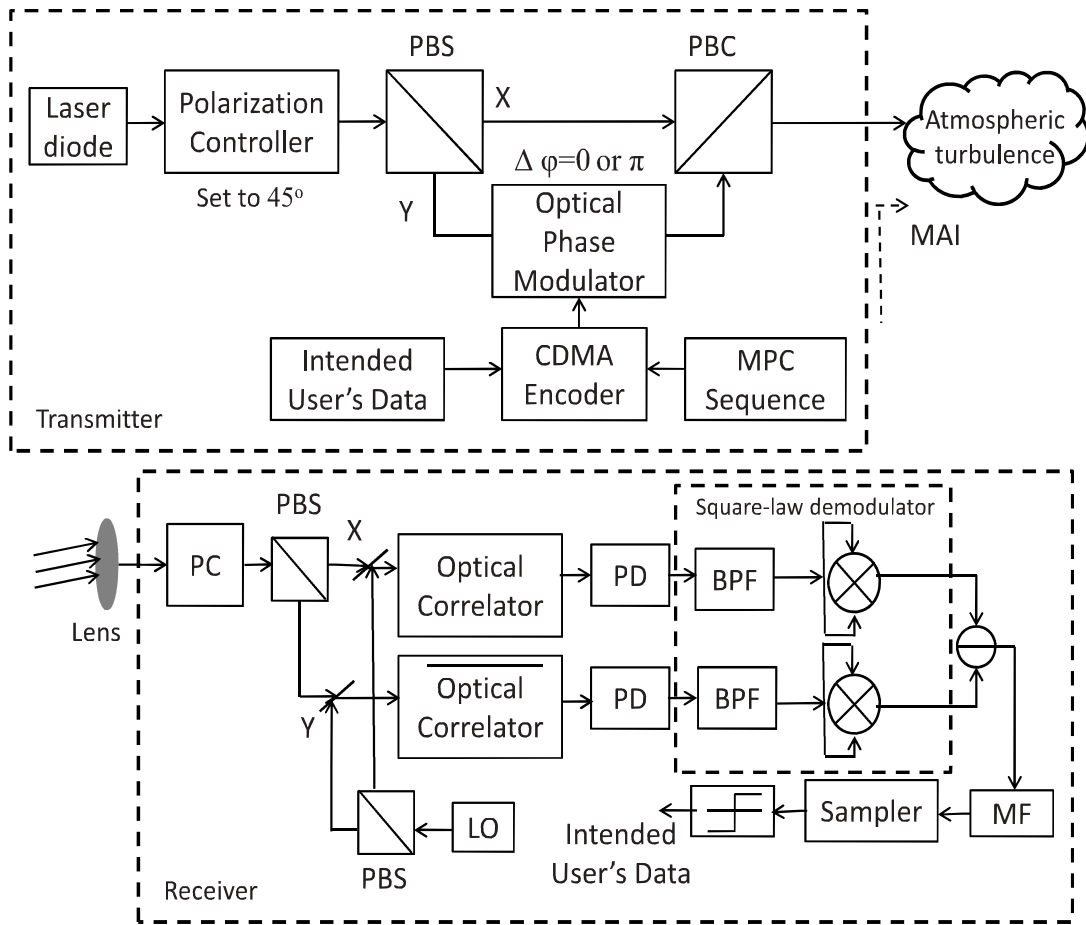 PBS
PBC
Laser
diode
Polarization
Controller
Set to 45°
X
Y
Δ φ=0 or π
Optical
Phase
Modulator
Atmospheric
turbulence
MAI
Intended
User's Data
CDMA
Encoder
MPC
Sequence
Transmitter
Lens
PC
PBS
X
Y
Optical
Correlator
PD
Square-law demodulator
BPF
Optical
Correlator
PD
BPF
PBS
LO
Intended
User's Data
Sampler
MF
Receiver